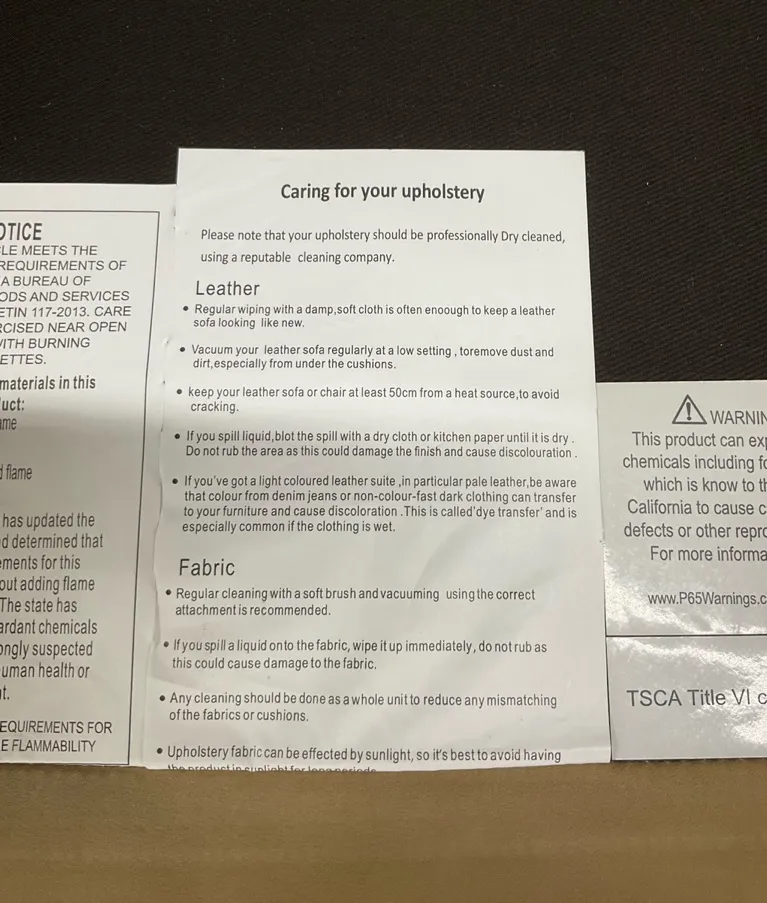 OTICE
LE MEETS THE
REQUIREMENTS OF
A BUREAU OF
ODS AND SERVICES
ETIN 117-2013. CARE
RCISED NEAR OPEN
WITH BURNING
ETTES.
materials in this
uct:
ame
d flame
has updated the
d determined that
ements for this
out adding flame
The state has
ardant chemicals
ongly suspected
uman health or
t.
EQUIREMENTS FOR
E FLAMMABILITY
Caring for your upholstery
Please note that your upholstery should be professionally Dry cleaned,
using a reputable cleaning company.
Leather
• Regular wiping with a damp,soft cloth is often enoough to keep a leather
sofa looking like new.
• Vacuum your leather sofa regularly at a low setting , toremove dust and
dirt,especially from under the cushions.
• keep your leather sofa or chair at least 50cm from a heat source,to avoid
cracking.
• If you spill liquid,blot the spill with a dry cloth or kitchen paper until it is dry .
Do not rub the area as this could damage the finish and cause discolouration .
• If you've got a light coloured leather suite ,in particular pale leather,be aware
that colour from denim jeans or non-colour-fast dark clothing can transfer
to your furniture and cause discoloration .This is called'dye transfer' and is
especially common if the clothing is wet.
Fabric
• Regular cleaning with a soft brush and vacuuming using the correct
attachment is recommended.
• If you spill a liquid onto the fabric, wipe it up immediately, do not rub as
this could cause damage to the fabric.
• Any cleaning should be done as a whole unit to reduce any mismatching
of the fabrics or cushions.
• Upholstery fabric can be effected by sunlight, so it's best to avoid having
the product in sunlight for long periods
WARNIN
This product can exp
chemicals including fo
which is know to th
California to cause c
defects or other repro
For more informa
www.P65Warnings.c
TSCA Title VI c